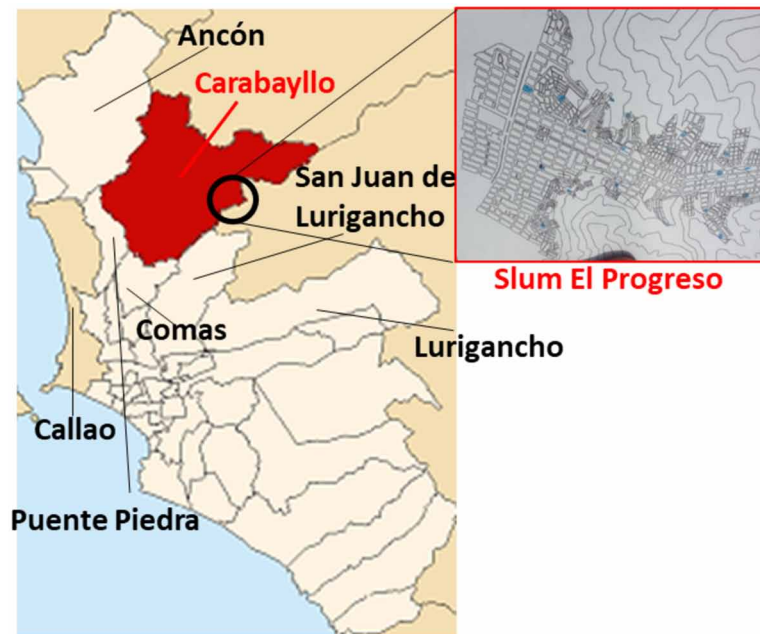 Ancón
Carabayllo
San Juan de
Lurigancho
Slum El Progreso
Comas
Lurigancho
Callao
Puente Piedra